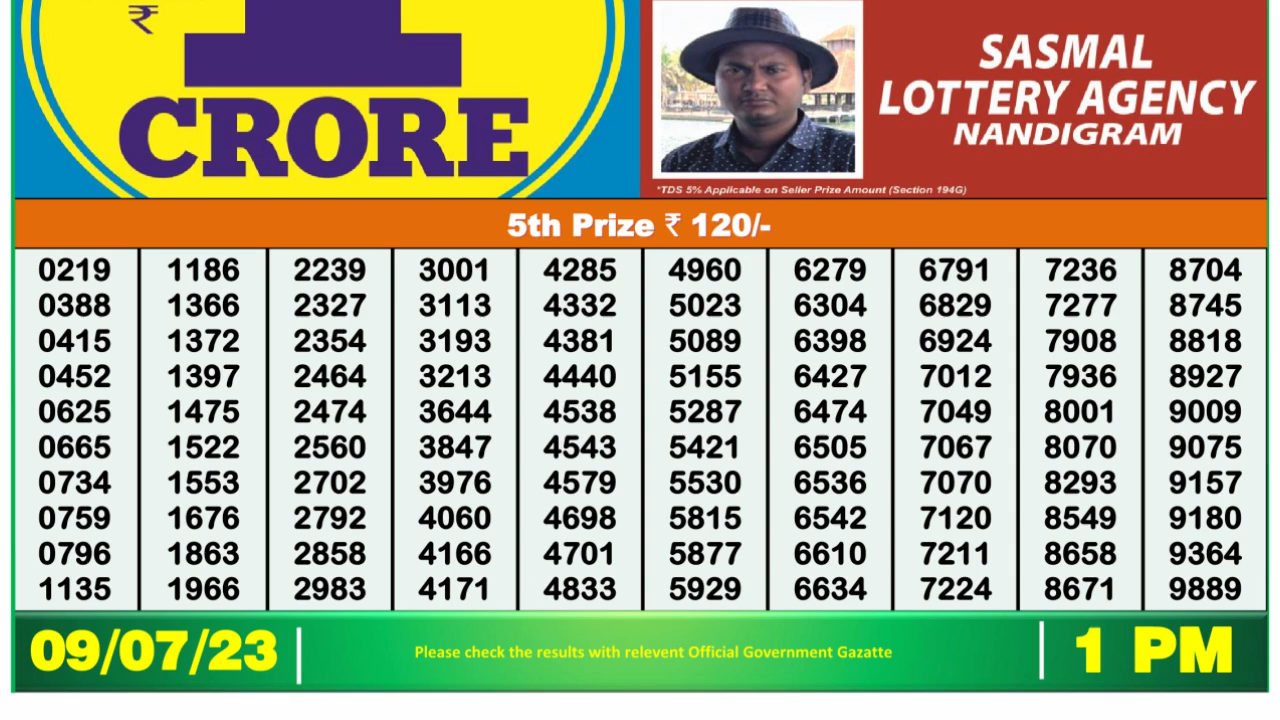 ₹
CRORE
SASMAL
LOTTERY AGENCY
NANDIGRAM
*TDS 5% Applicable on Seller Prize Amount (Section 194G)
5th Prize ₹ 120/-
0219 1186 2239 3001 4285 4960 6279 6791 7236 8704
0388 1366 2327 3113 4332 5023 6304 6829 7277 8745
0415 1372 2354 3193 4381 5089 6398 6924 7908 8818
0452 1397 2464 3213 4440 5155 6427 7012 7936 8927
0625 1475 2474 3644 4538 5287 6474 7049 8001 9009
0665 1522 2560 3847 4543 5421 6505 7067 8070 9075
0734 1553 2702 3976 4579 5530 6536 7070 8293 9157
0759 1676 2792 4060 4698 5815 6542 7120 8549 9180
0796 1863 2858 4166 4701 5877 6610 7211 8658 9364
1135 1966 2983 4171 4833 5929 6634 7224 8671 9889
09/07/23 Please check the results with relevent Official Government Gazatte 1 PM